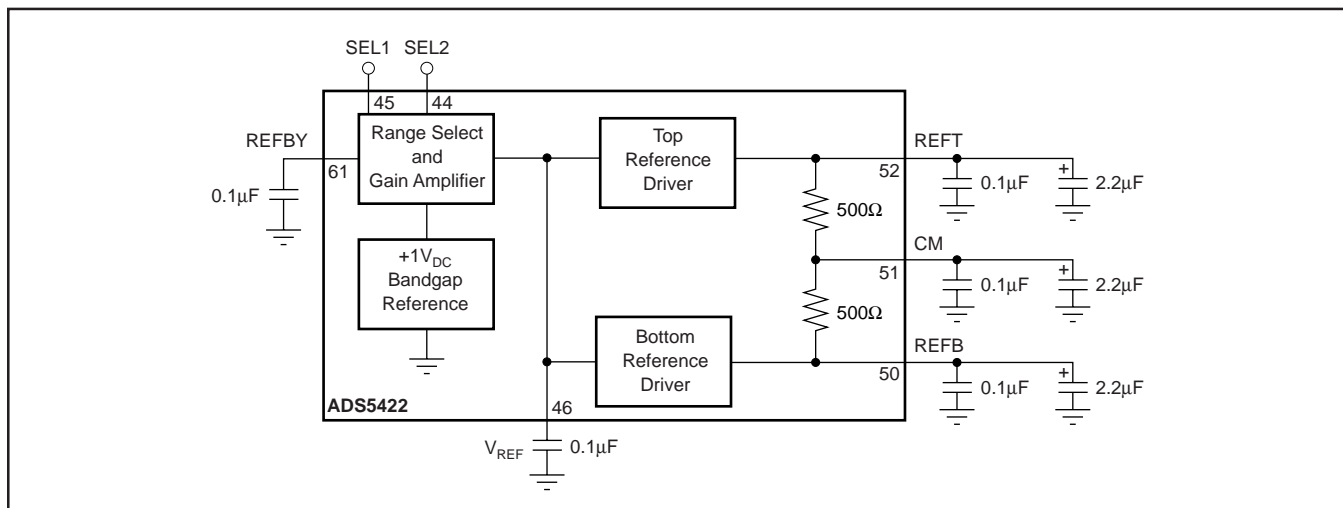 SEL1 SEL2
45 44
REFBY
61
0.1µF
Range Select
and
Gain Amplifier
+1VDC
Bandgap
Reference
Top
Reference
Driver
Bottom
Reference
Driver
500Ω
500Ω
REFT
52
0.1µF
+
2.2µF
CM
51
0.1µF
+
2.2µF
REFB
50
0.1µF
+
2.2µF
ADS5422
46
VREF
0.1µF